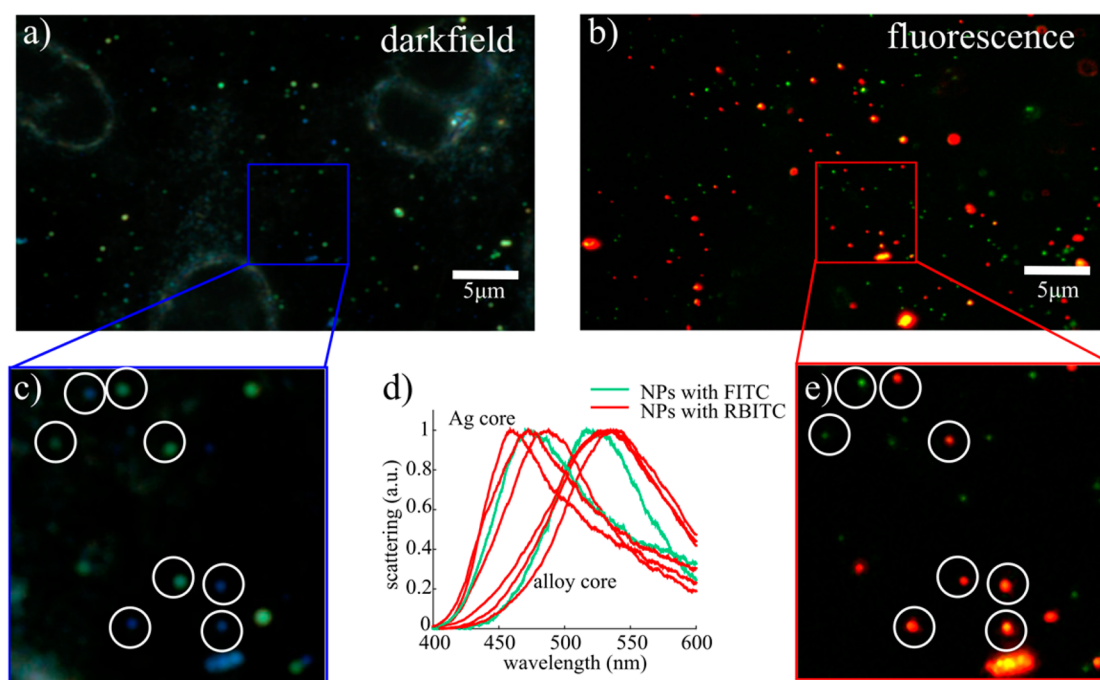 a) darkfield
b) fluorescence
5μm
5μm
c)
d)
NPs with FITC
NPs with RBITC
e)
Ag core
alloy core
scattering (a.u.)
1
0.8
0.6
0.4
0.2
0
400 450 500 550 600
wavelength (nm)